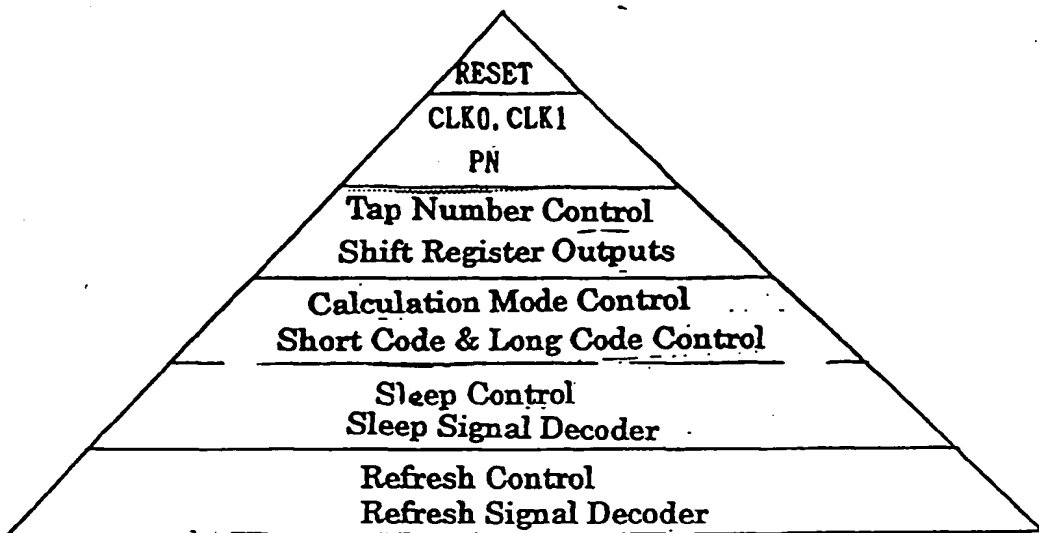 RESET
CLK0, CLK1
PN
Tap Number Control
Shift Register Outputs
Calculation Mode Control
Short Code & Long Code Control
Sleep Control
Sleep Signal Decoder
Refresh Control
Refresh Signal Decoder